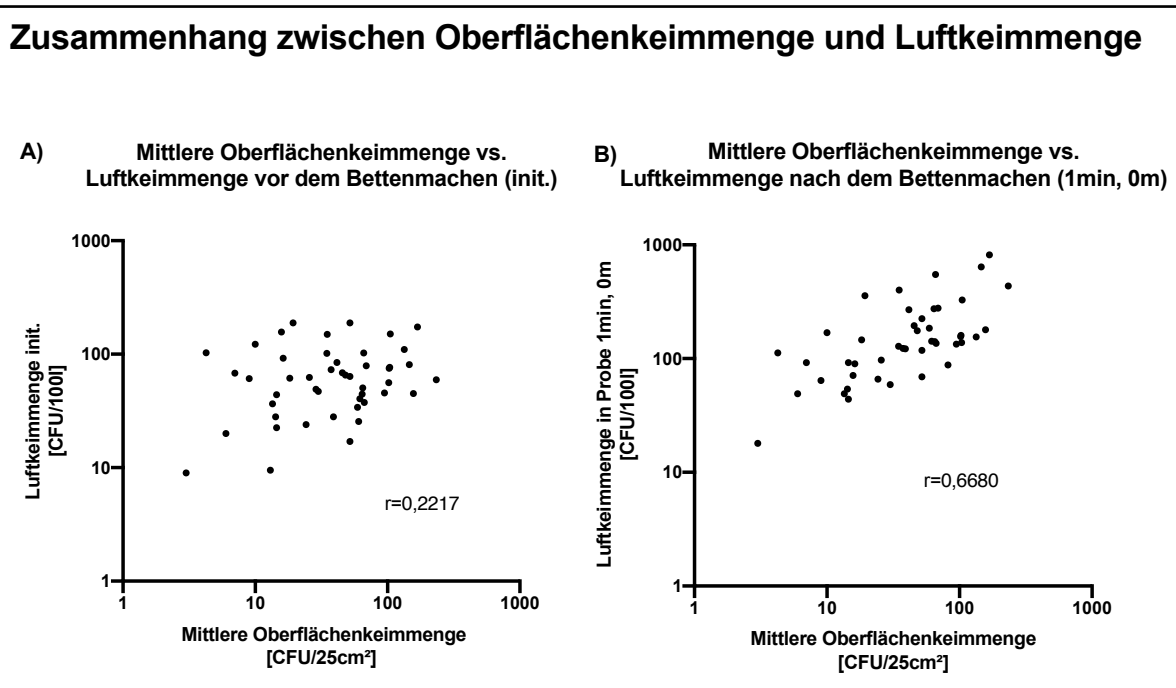 Zusammenhang zwischen Oberflächenkeimmenge und Luftkeimmenge
A)
Mittlere Oberflächenkeimmenge vs.
Luftkeimmenge vor dem Bettenmachen (init.)
Luftkeimmenge init.
[CFU/100l]
1000
100
10
1
1
10
100
1000
r=0,2217
Mittlere Oberflächenkeimmenge
[CFU/25cm²]
B)
Mittlere Oberflächenkeimmenge vs.
Luftkeimmenge nach dem Bettenmachen (1min, 0m)
Luftkeimmenge in Probe 1min, 0m
[CFU/100l]
1000
100
10
1
1
10
100
1000
r=0,6680
Mittlere Oberflächenkeimmenge
[CFU/25cm²]